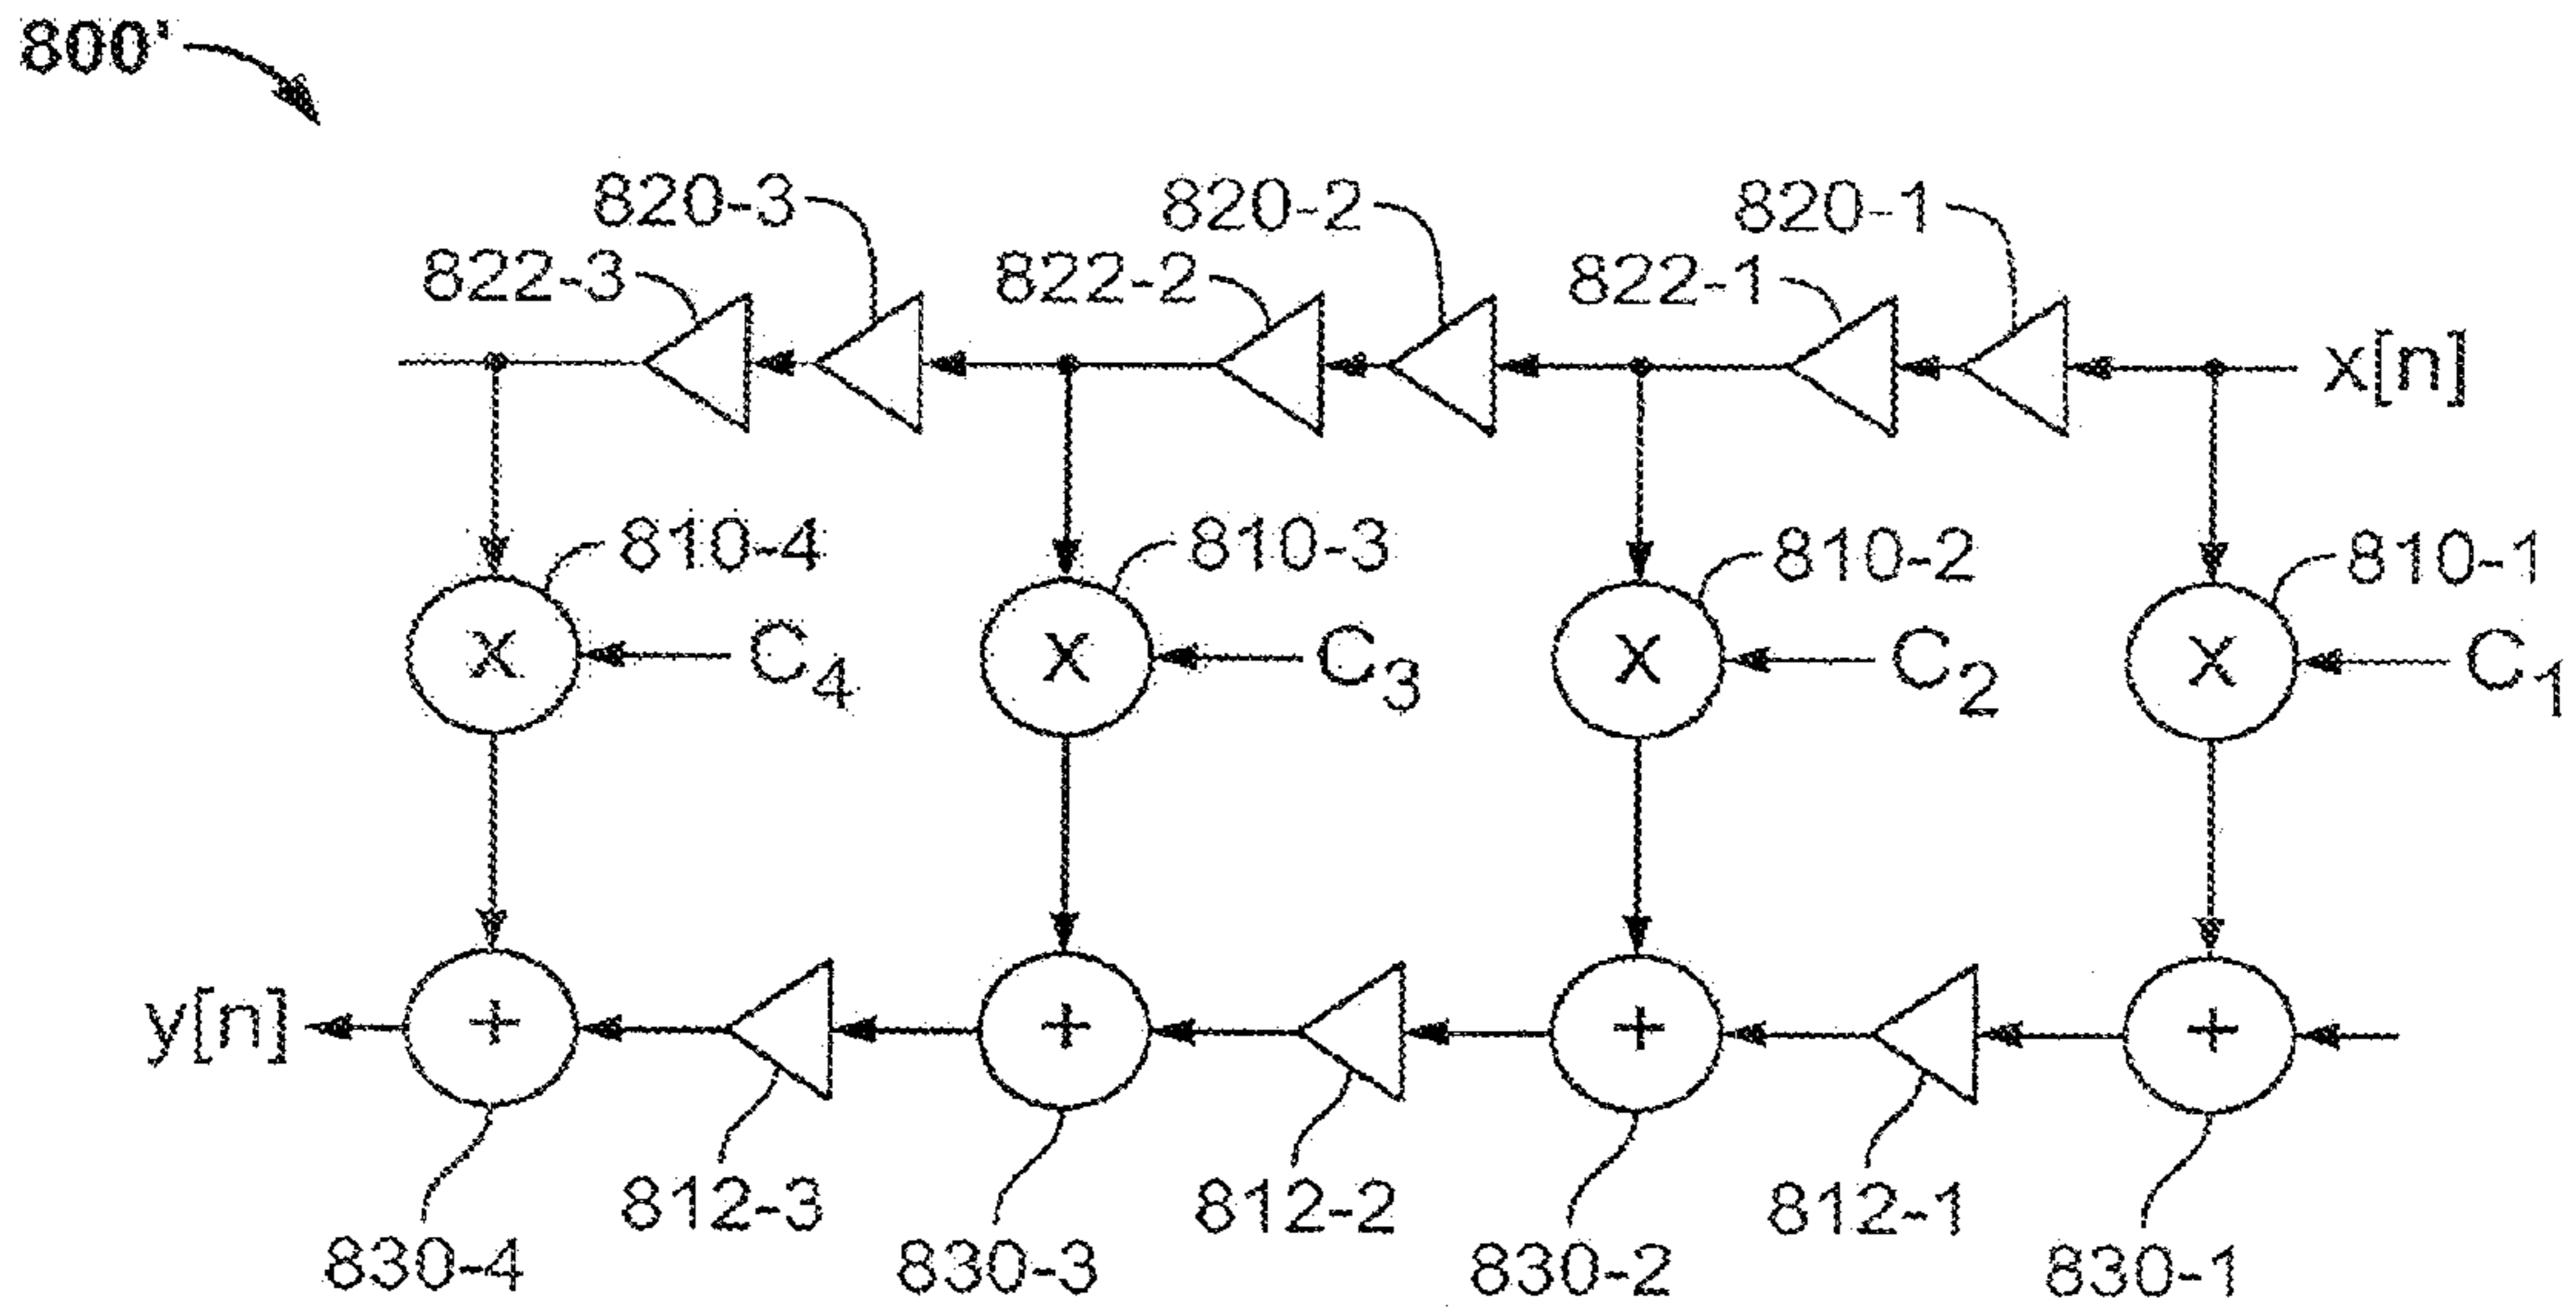 800'
820-3
820-2
820-1
822-3
822-2
822-1
x[n]
810-4
810-3
810-2
810-1
X
C4
X
C3
X
C2
X
C1
y[n]
+
+
+
+
812-3
812-2
812-1
830-4
830-3
830-2
830-1